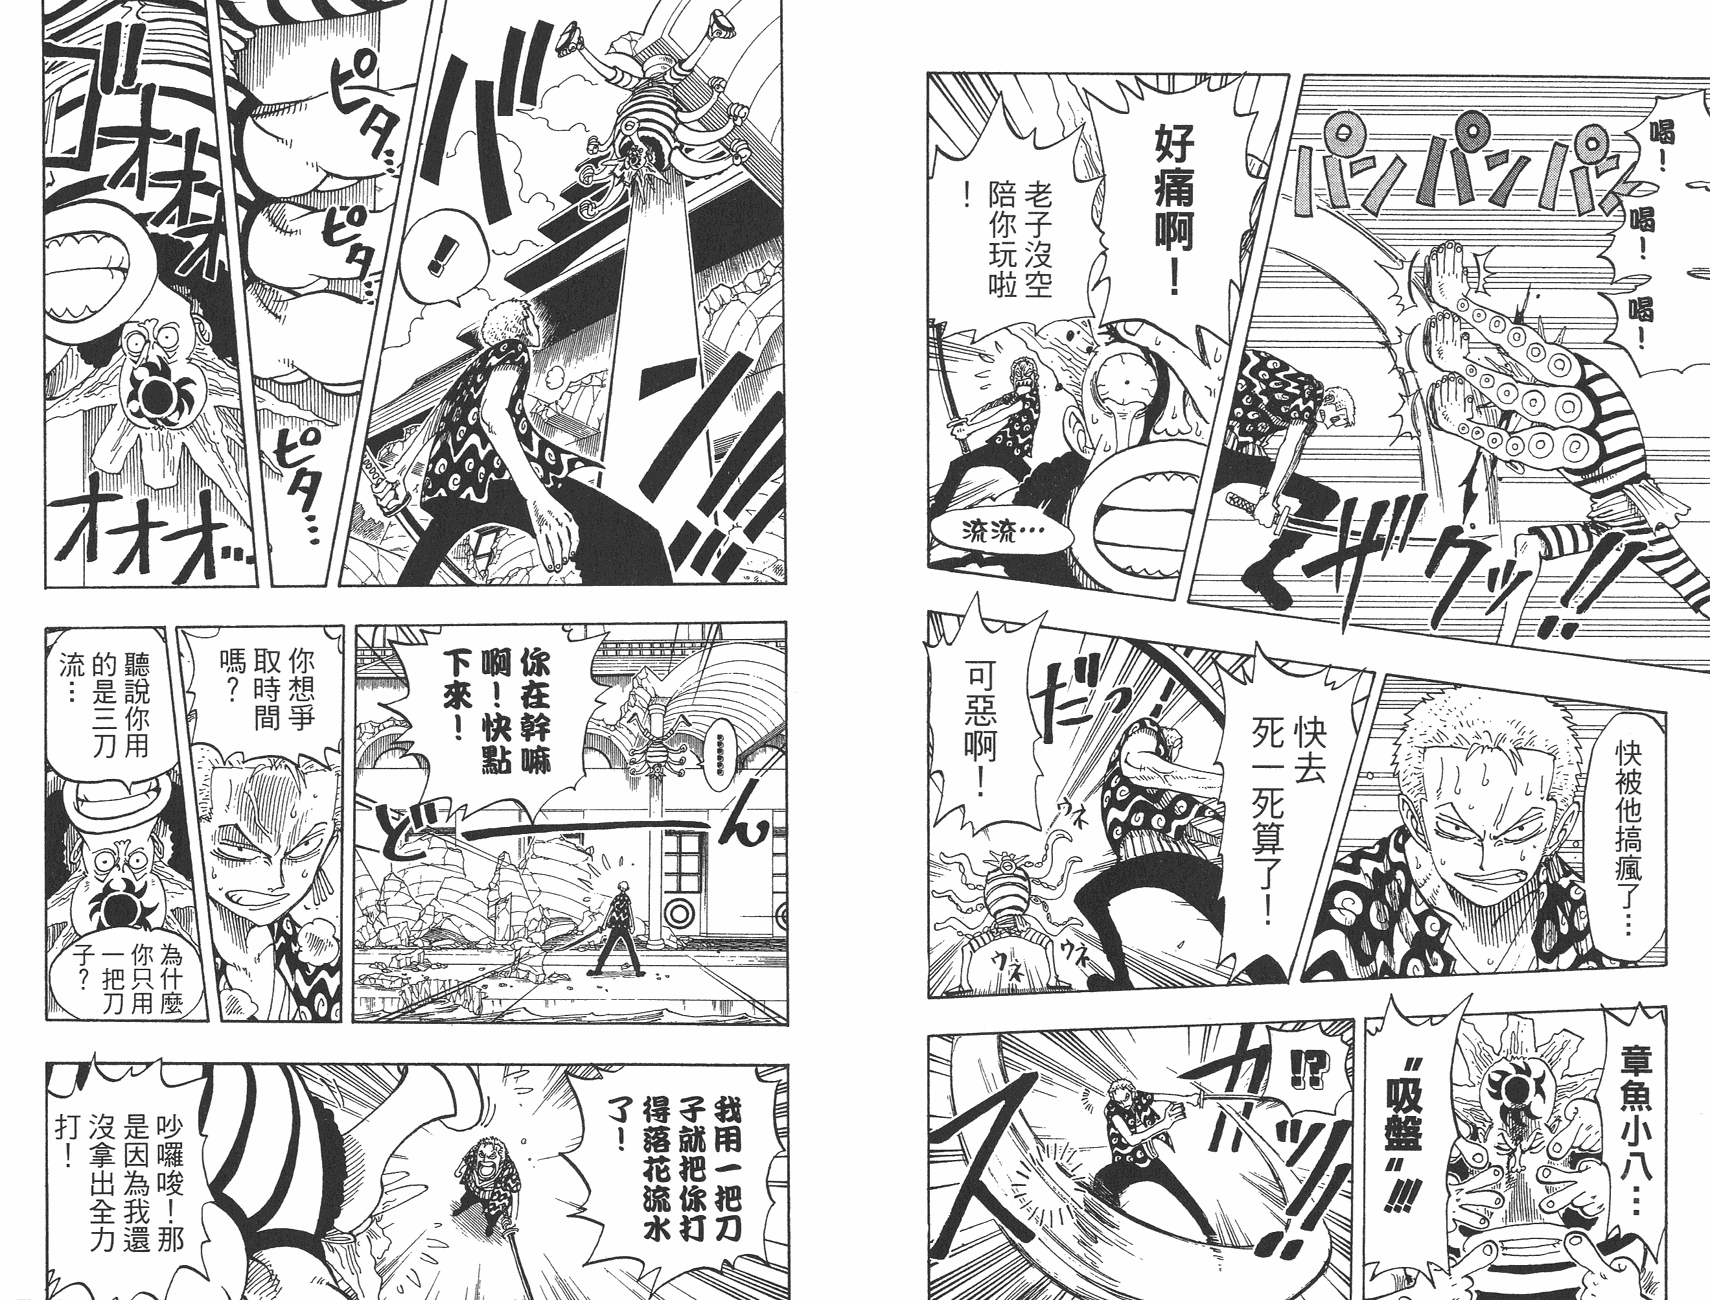 喝！
喝！
喝！
パンパンパン
ザクッ!!
好痛啊！
老子沒空
陪你玩啦
！
流流…
快被他搞瘋了…
快去
死一死算了！
だっ
可惡啊！
ウネ
ウネ
ウネ
章魚小八…
〝吸盤〞!!!
!?
スカッ!!
バッ
!
ピタ…
ピタ…
ピタ…
ゴオオオオ
オオオ…
你在幹嘛
啊！快點
下來！
ど
ー
ん
你想爭
取時間
嗎？
聽說你用
的是三刀
流…
為什麼
你只用
一把刀
子？
我用一把刀
子就把你打
得落花流水
了！
吵囉唆！那
是因為我還
沒拿出全力
打！